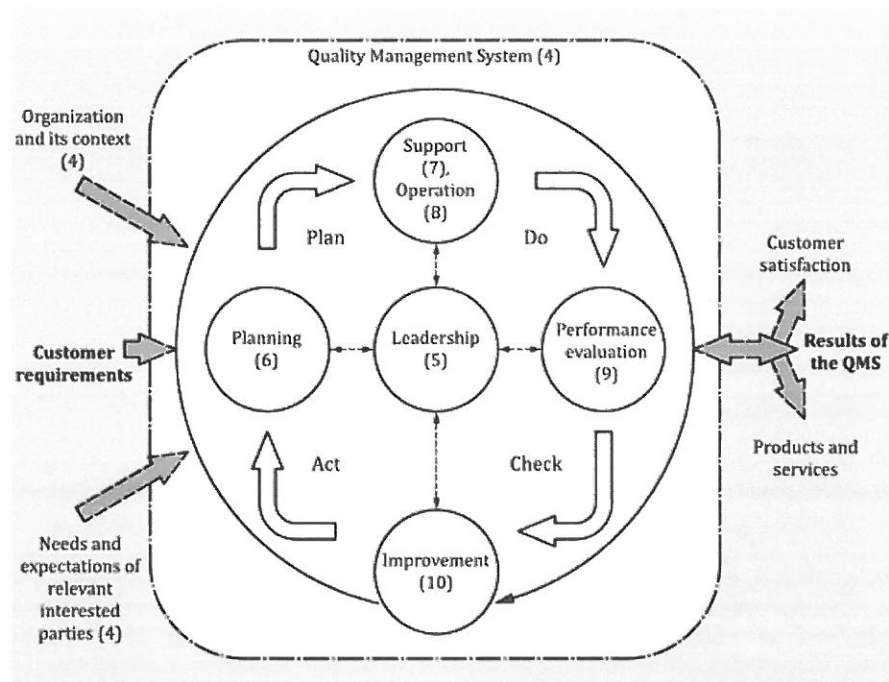 Quality Management System (4)
Organization
and its context
(4)
Support
(7),
Operation
(8)
Plan
Do
Customer
satisfaction
Planning
(6)
Leadership
(5)
Performance
evaluation
(9)
Customer
requirements
Results of
the QMS
Act
Check
Products and
services
Needs and
expectations of
relevant
interested
parties (4)
Improvement
(10)